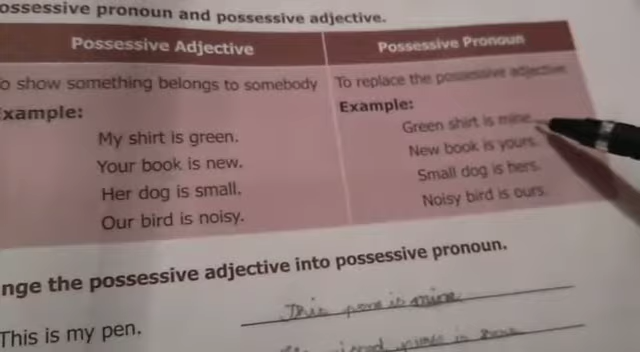 ossessive pronoun and possessive adjective.
Possessive Adjective
Possessive Pronoun
o show something belongs to somebody
To replace the possessive adjective
xample:
My shirt is green.
Your book is new.
Her dog is small.
Our bird is noisy.
Example:
Green shirt is mine.
New book is yours.
Small dog is hers.
Noisy bird is ours.
nge the possessive adjective into possessive pronoun.
This is my pen.
This pen is mine